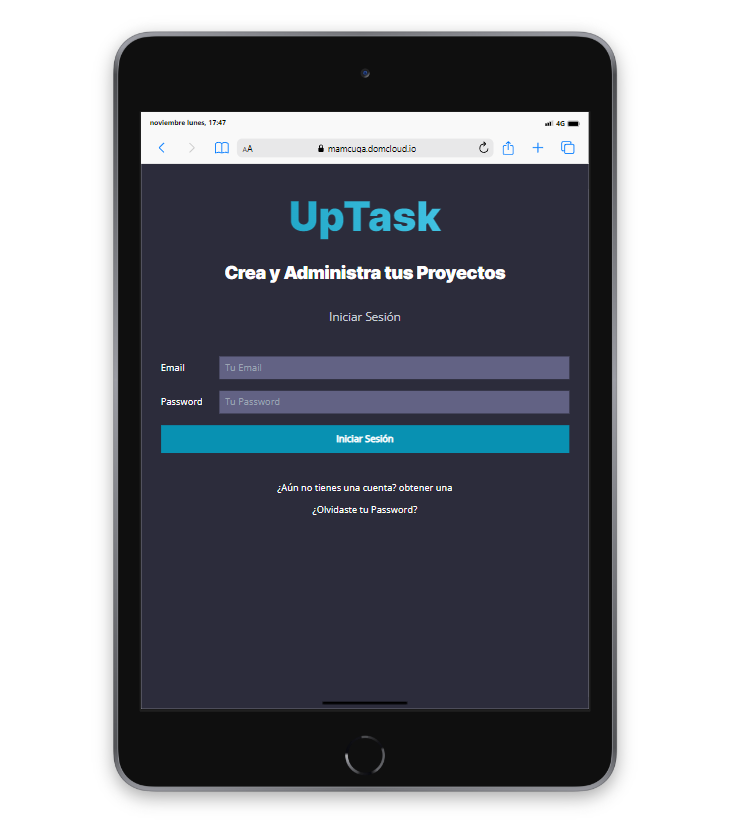 noviembre lunes, 17:47
4G
AA
mamcuga.domcloud.io
UpTask
Crea y Administra tus Proyectos
Iniciar Sesión
Email
Tu Email
Password
Tu Password
Iniciar Sesión
¿Aún no tienes una cuenta? obtener una
¿Olvidaste tu Password?